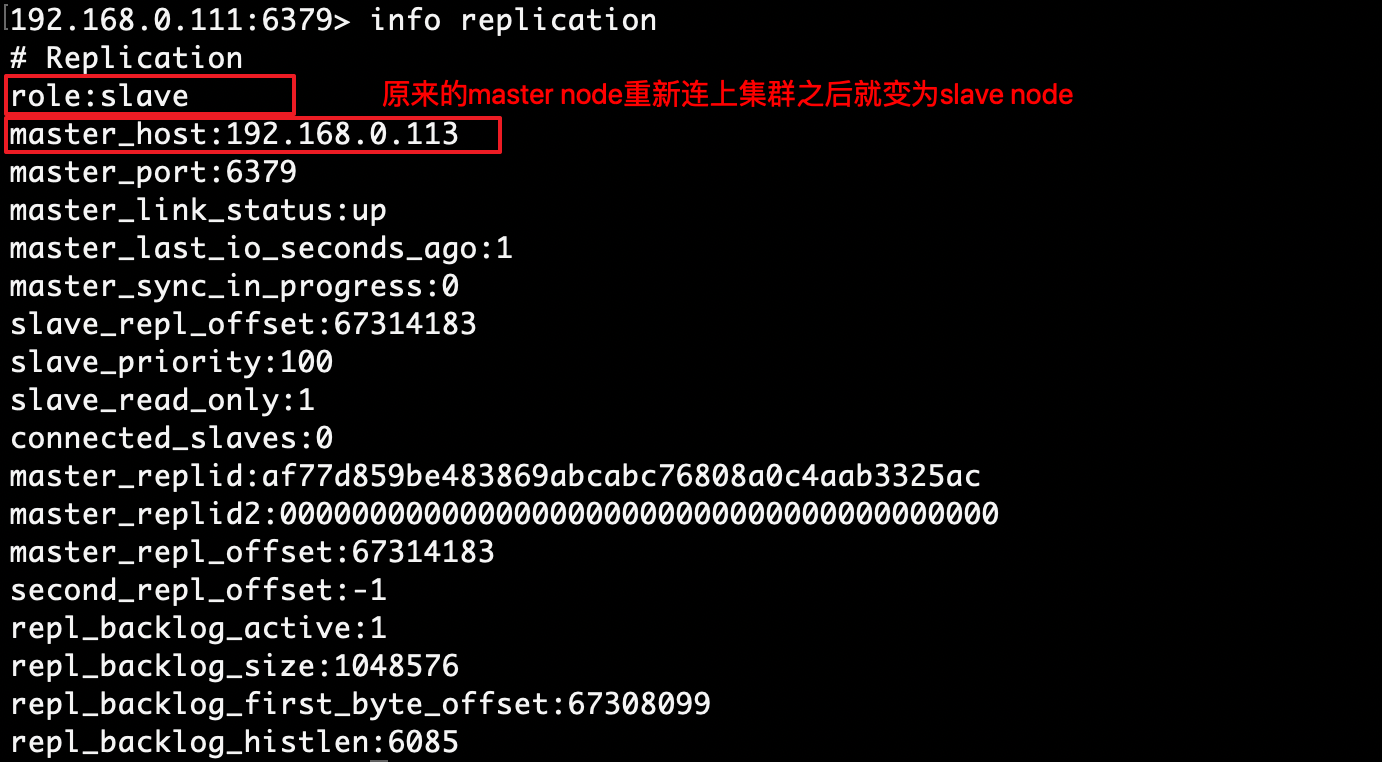 192.168.0.111:6379> info replication
# Replication
role:slave
原来的master node重新连上集群之后就变为slave node
master_host:192.168.0.113
master_port:6379
master_link_status:up
master_last_io_seconds_ago:1
master_sync_in_progress:0
slave_repl_offset:67314183
slave_priority:100
slave_read_only:1
connected_slaves:0
master_replid:af77d859be483869abcabc76808a0c4aab3325ac
master_replid2:0000000000000000000000000000000000000000
master_repl_offset:67314183
second_repl_offset:-1
repl_backlog_active:1
repl_backlog_size:1048576
repl_backlog_first_byte_offset:67308099
repl_backlog_histlen:6085